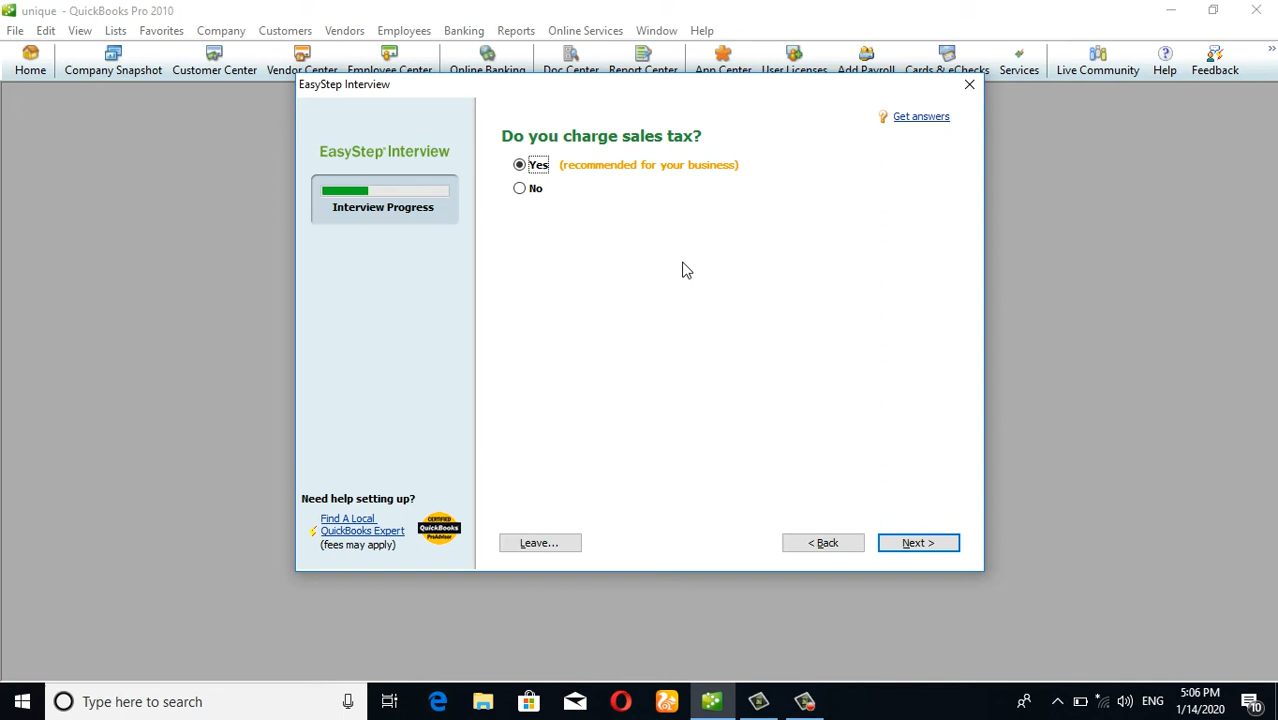 unique - QuickBooks Pro 2010
File Edit View Lists Favorites Company Customers Vendors Employees Banking Reports Online Services Window Help
Home Company Snapshot Customer Center Vendor Center Employee Center Online Banking Doc Center Report Center App Center User Licenses Add Payroll Cards & eChecks Services Live Community Help Feedback
EasyStep Interview
Get answers
Do you charge sales tax?
EasyStep® Interview
Yes (recommended for your business)
No
Interview Progress
Need help setting up?
Find A Local
QuickBooks Expert
(fees may apply)
CERTIFIED
QuickBooks
ProAdvisor
Leave...
< Back
Next >
Type here to search
ENG
5:06 PM
1/14/2020
10